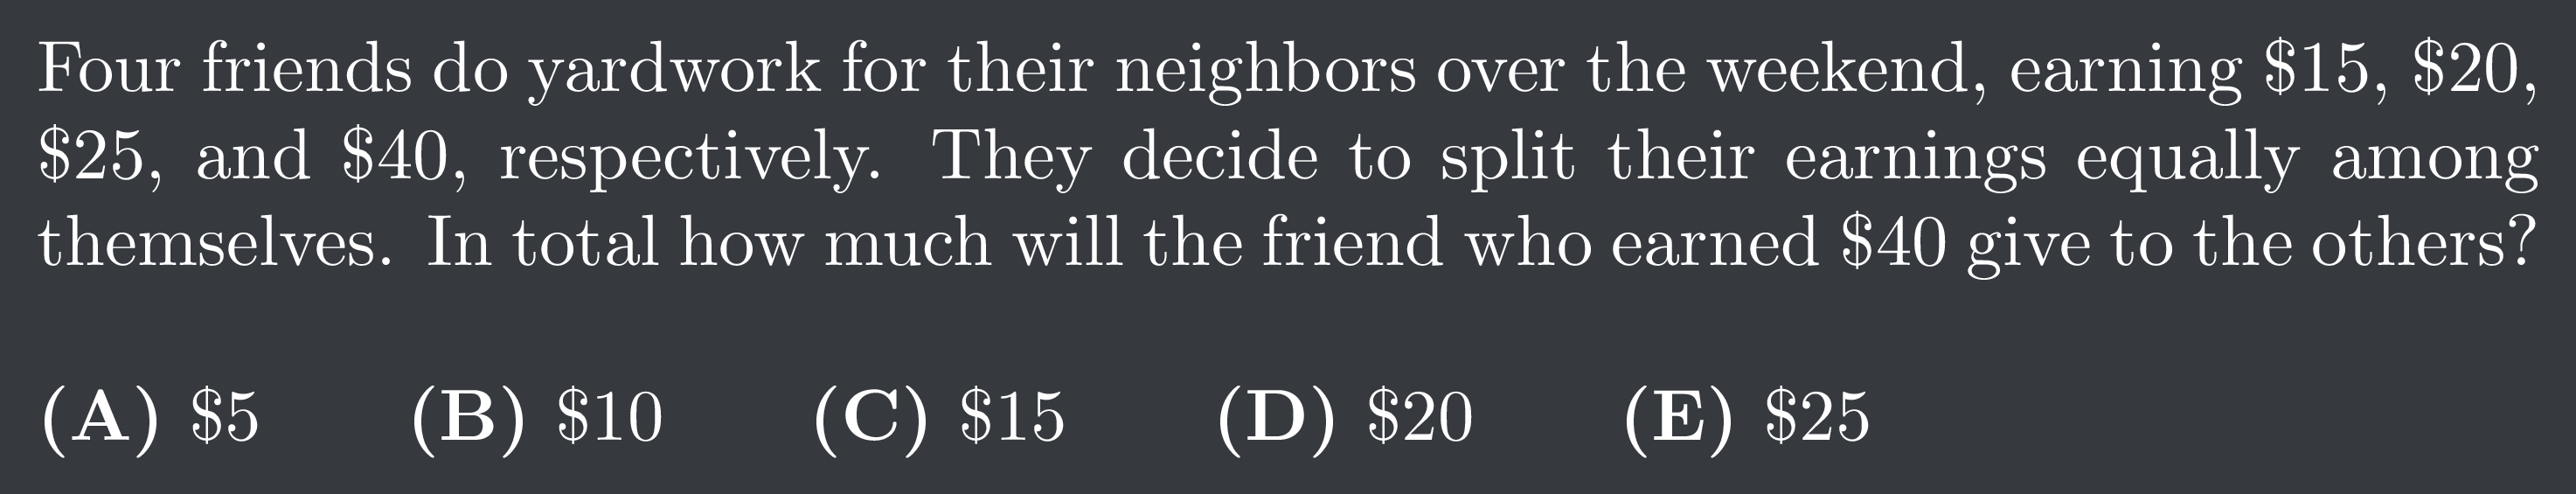 Four friends do yardwork for their neighbors over the weekend, earning $15, $20,
$25, and $40, respectively. They decide to split their earnings equally among
themselves. In total how much will the friend who earned $40 give to the others?
(A) $5 (B) $10 (C) $15 (D) $20 (E) $25